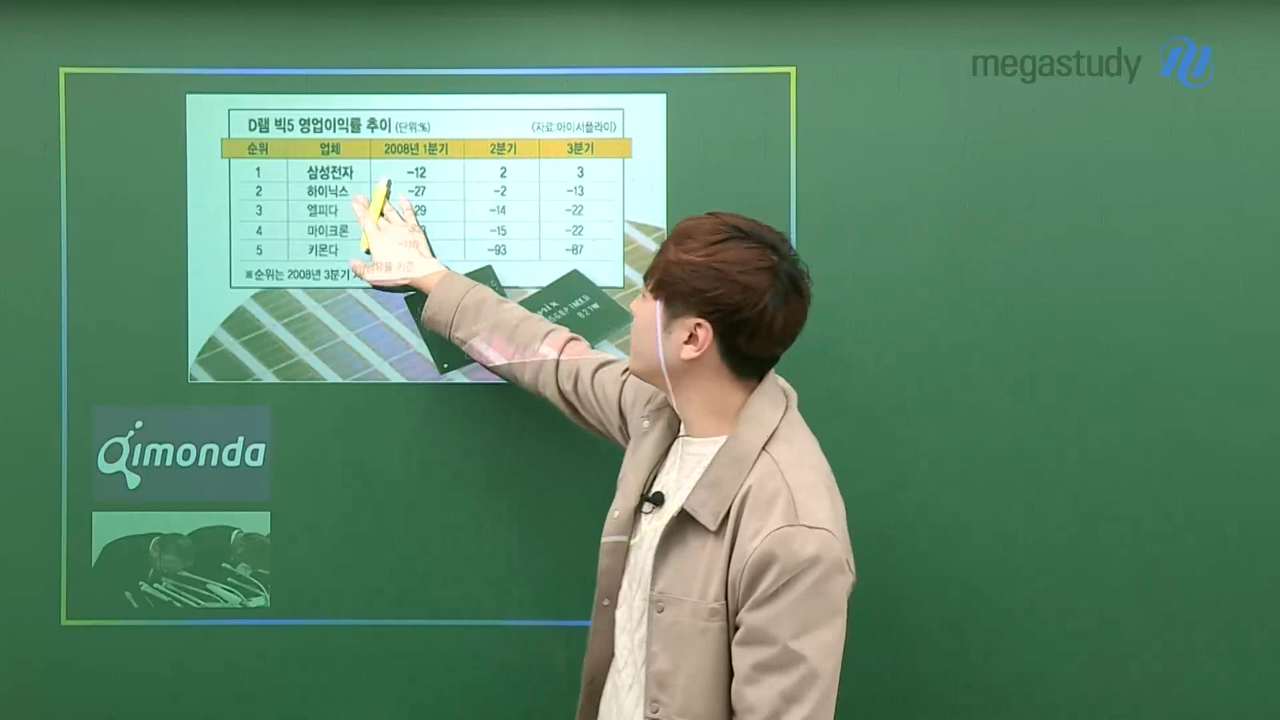 megastudy
D램 빅5 영업이익률 추이 (단위:%) 〈자료:아이서플라이〉
순위 업체 2008년 1분기 2분기 3분기
1 삼성전자 -12 2 3
2 하이닉스 -27 -2 -13
3 엘피다 29 -14 -22
4 마이크론 -15 -22
5 키몬다 -93 -87
※순위는 2008년 3분기 기준
Qimonda
827W